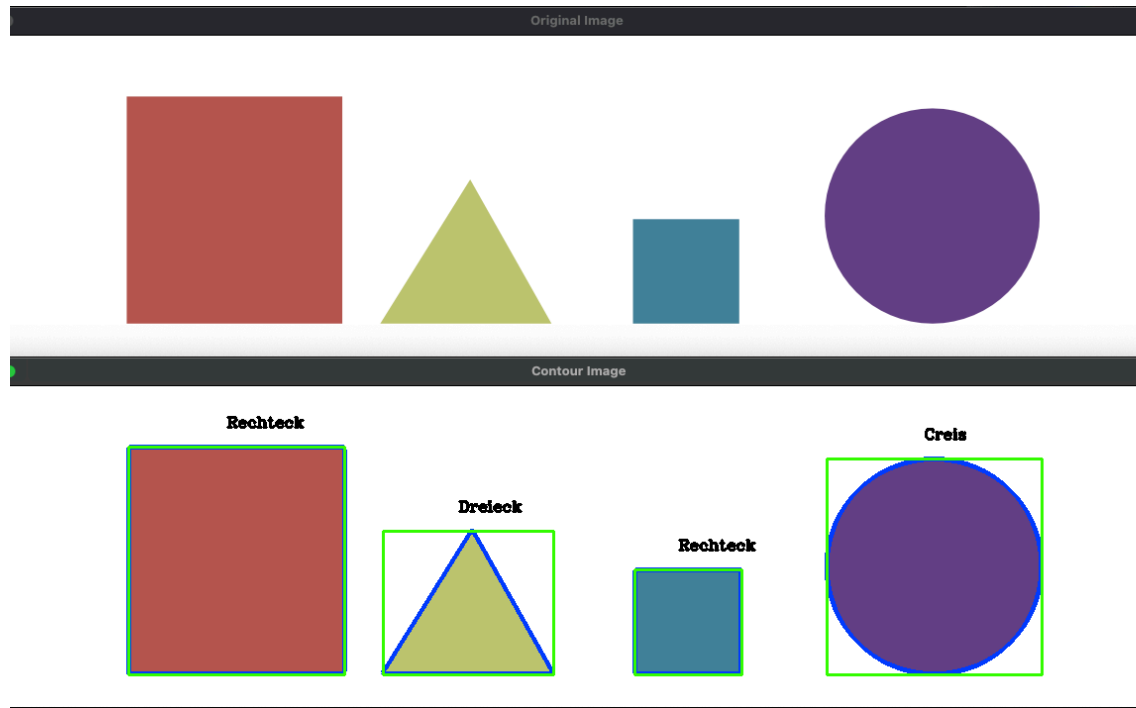 Original Image
Contour Image
Rechteck
Creis
Dreieck
Rechteck